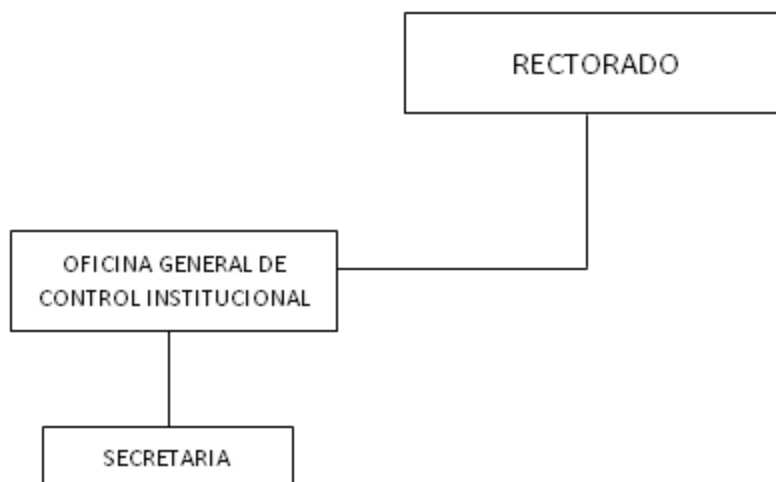 RECTORADO
OFICINA GENERAL DE
CONTROL INSTITUCIONAL
SECRETARIA